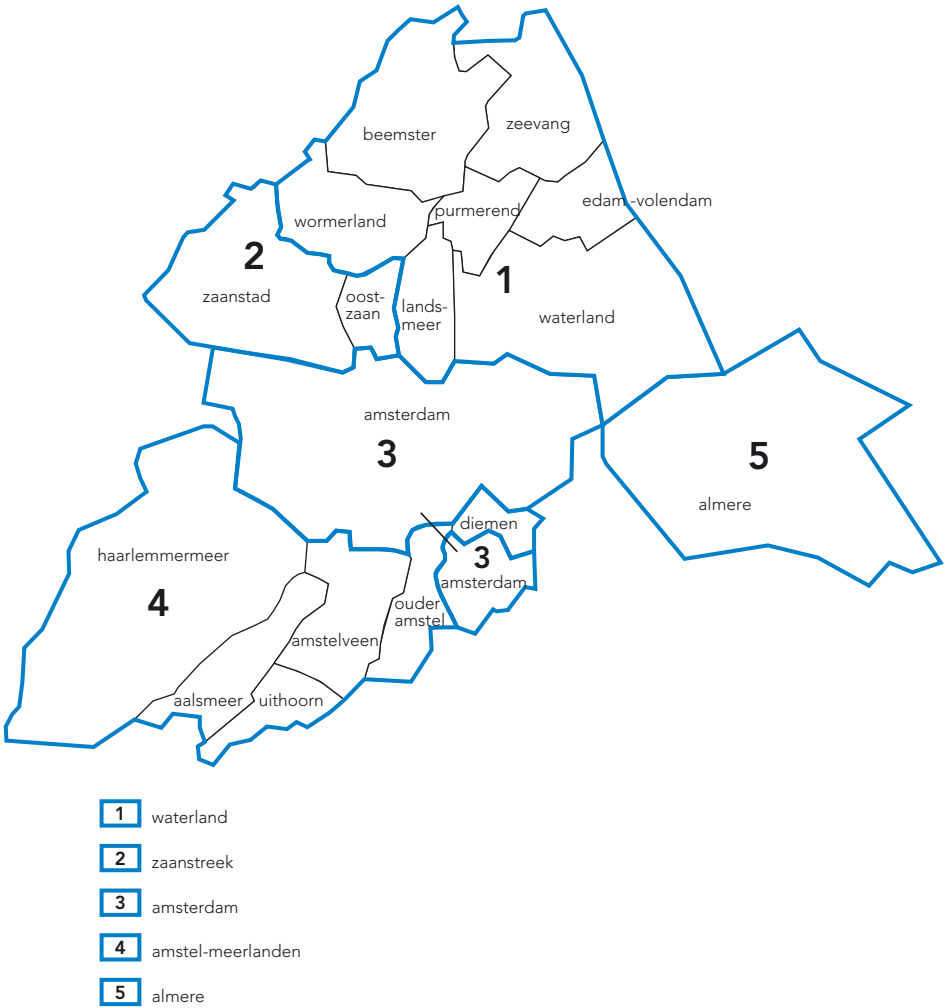 beemster
zeevang
edam-volendam
purmerend
wormerland
2
1
zaanstad
oost-
zaan
lands-
meer
waterland
amsterdam
3
5
almere
diemen
3
amsterdam
haarlemmermeer
4
ouder
amstel
amstelveen
aalsmeer
uithoorn
1 waterland
2 zaanstreek
3 amsterdam
4 amstel-meerlanden
5 almere